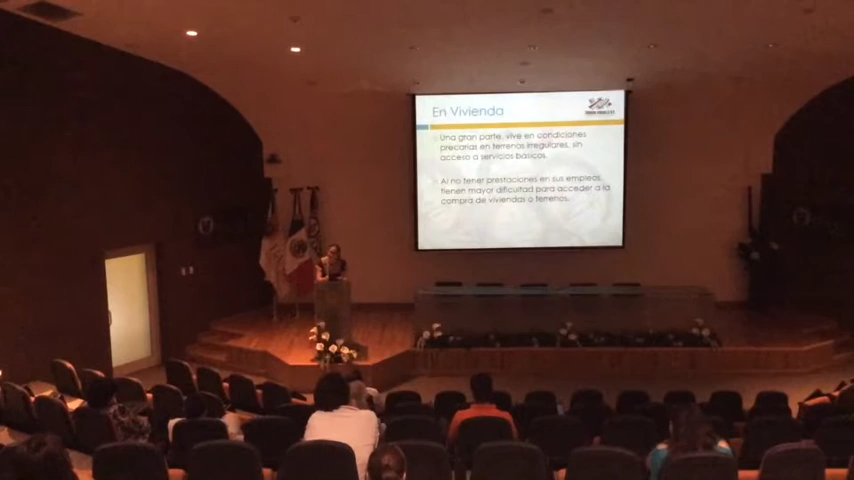 En Vivienda
Una gran parte, vive en condiciones
precarias en terrenos irregulares, sin
acceso a servicios básicos.
Al no tener prestaciones en sus empleos,
tienen mayor dificultad para acceder a la
compra de viviendas o terrenos.